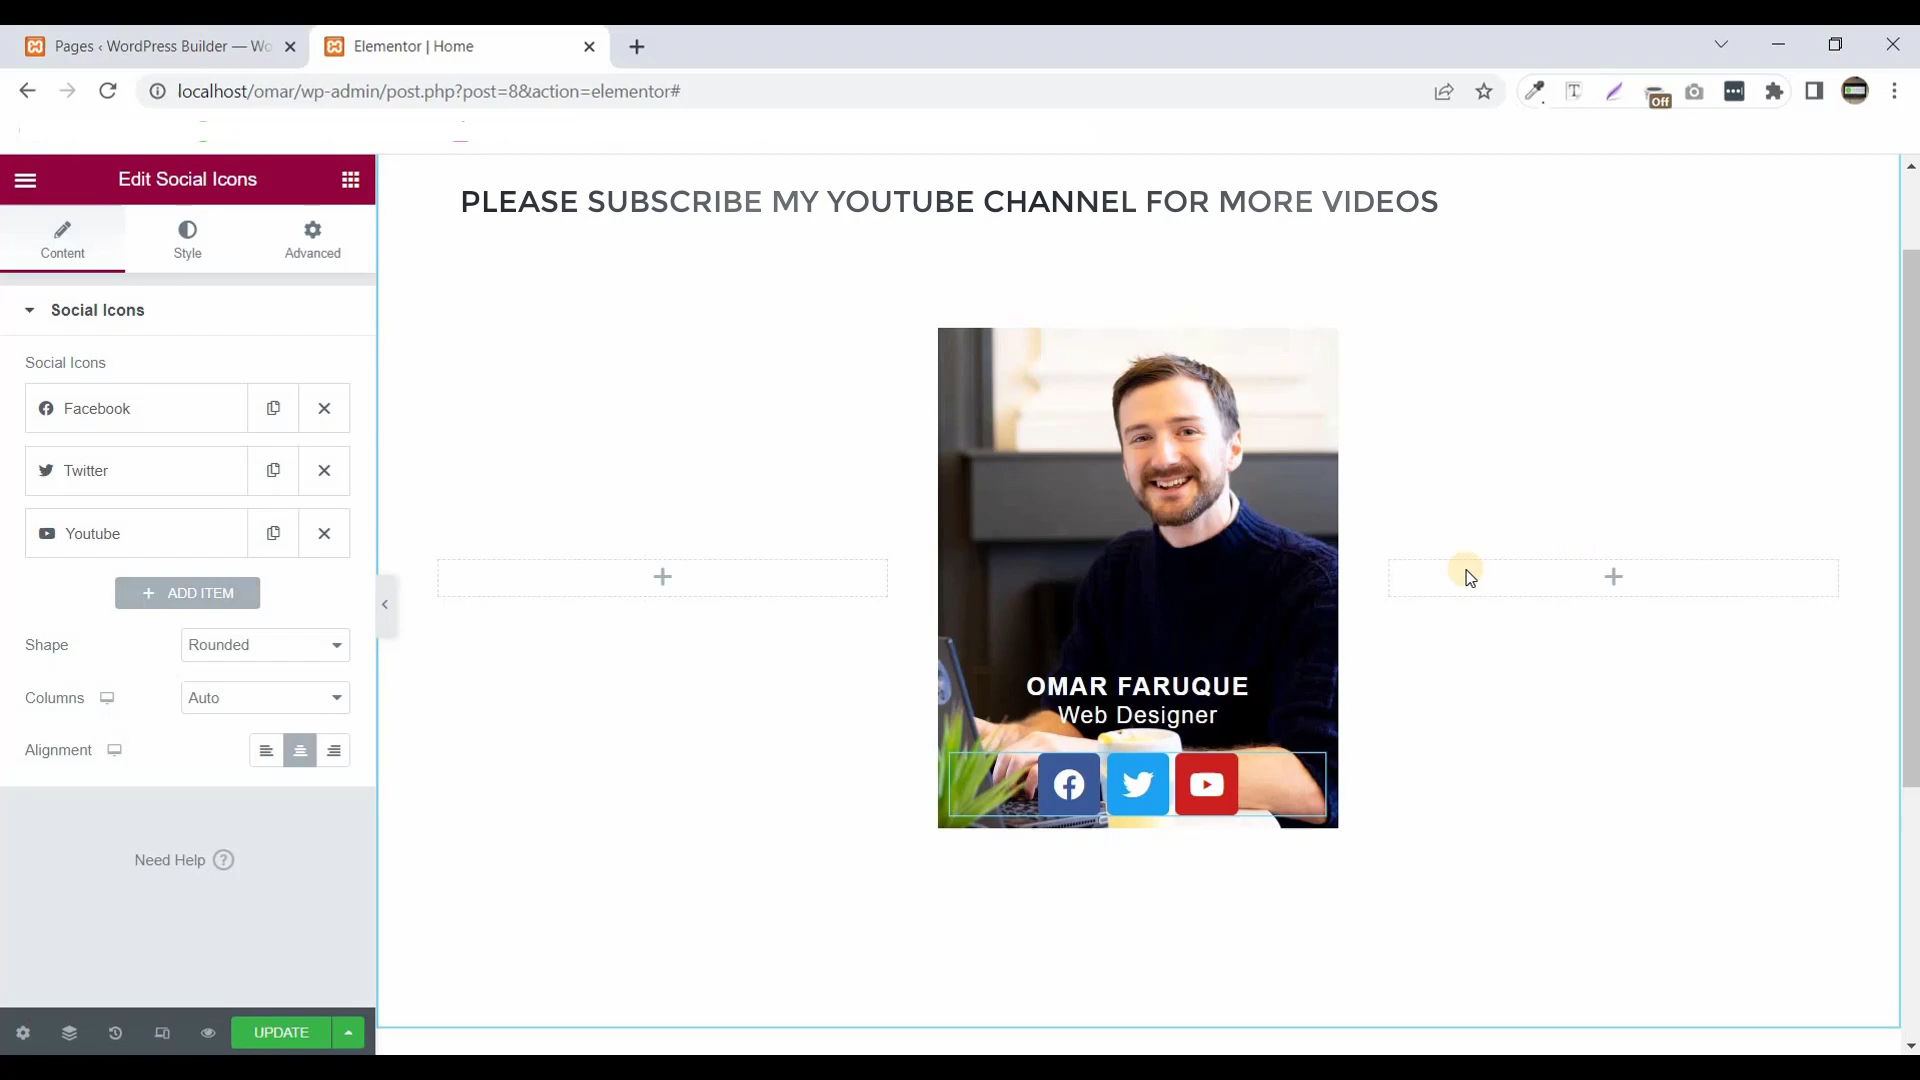 Pages ‹ WordPress Builder — Wo
Elementor | Home
localhost/omar/wp-admin/post.php?post=8&action=elementor#
Off
Edit Social Icons
Content
Style
Advanced
Social Icons
Social Icons
Facebook
Twitter
Youtube
ADD ITEM
Shape
Rounded
Columns
Auto
Alignment
Need Help
UPDATE
PLEASE SUBSCRIBE MY YOUTUBE CHANNEL FOR MORE VIDEOS
OMAR FARUQUE
Web Designer